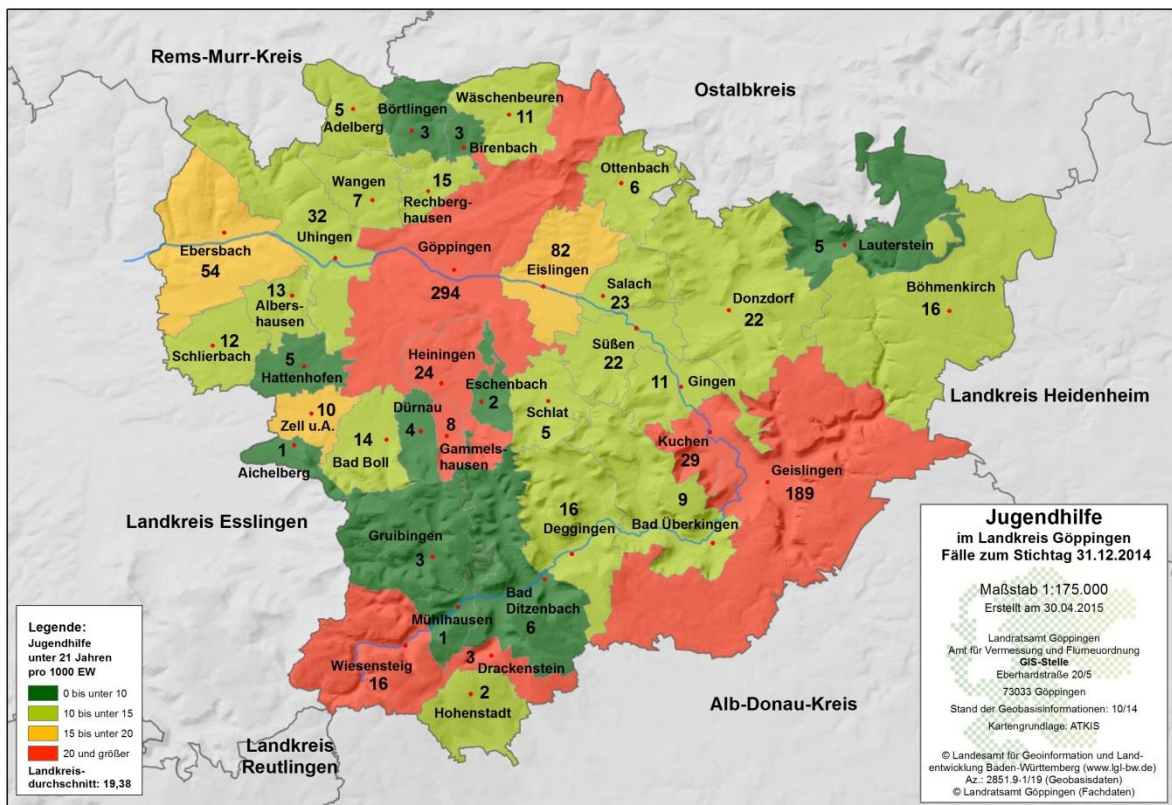 Rems-Murr-Kreis
Ostalbkreis
Wäschenbeuren
11
Börtlingen
3
5
Adelberg
3
Birenbach
Ottenbach
6
Wangen
7
15
Rechberg-
hausen
32
Uhingen
Ebersbach
54
Göppingen
294
82
Eislingen
5
Lauterstein
Salach
23
Donzdorf
22
Böhmenkirch
16
13
Albers-
hausen
12
Schlierbach
Süßen
22
5
Hattenhofen
Heiningen
24
Eschenbach
2
11
Gingen
Landkreis Heidenheim
10
Zell u.A.
Dürnau
4
Schlat
5
14
Bad Boll
8
Gammels-
hausen
1
Aichelberg
Kuchen
29
Geislingen
189
9
Bad Überkingen
16
Deggingen
Landkreis Esslingen
Gruibingen
3
Bad
Ditzenbach
6
Mühlhausen
1
Wiesensteig
16
3
Drackenstein
2
Hohenstadt
Alb-Donau-Kreis
Landkreis
Reutlingen
Legende:
Jugendhilfe
unter 21 Jahren
pro 1000 EW
0 bis unter 10
10 bis unter 15
15 bis unter 20
20 und größer
Landkreis-
durchschnitt: 19,38
Jugendhilfe
im Landkreis Göppingen
Fälle zum Stichtag 31.12.2014
Maßstab 1:175.000
Erstellt am 30.04.2015
Landratsamt Göppingen
Amt für Vermessung und Flurneuordnung
GIS-Stelle
Eberhardstraße 20/5
73033 Göppingen
Stand der Geobasisinformationen: 10/14
Kartengrundlage: ATKIS
© Landesamt für Geoinformation und Land-
entwicklung Baden-Württemberg (www.lgl-bw.de)
Az.: 2851.9-1/19 (Geobasisdaten)
© Landratsamt Göppingen (Fachdaten)